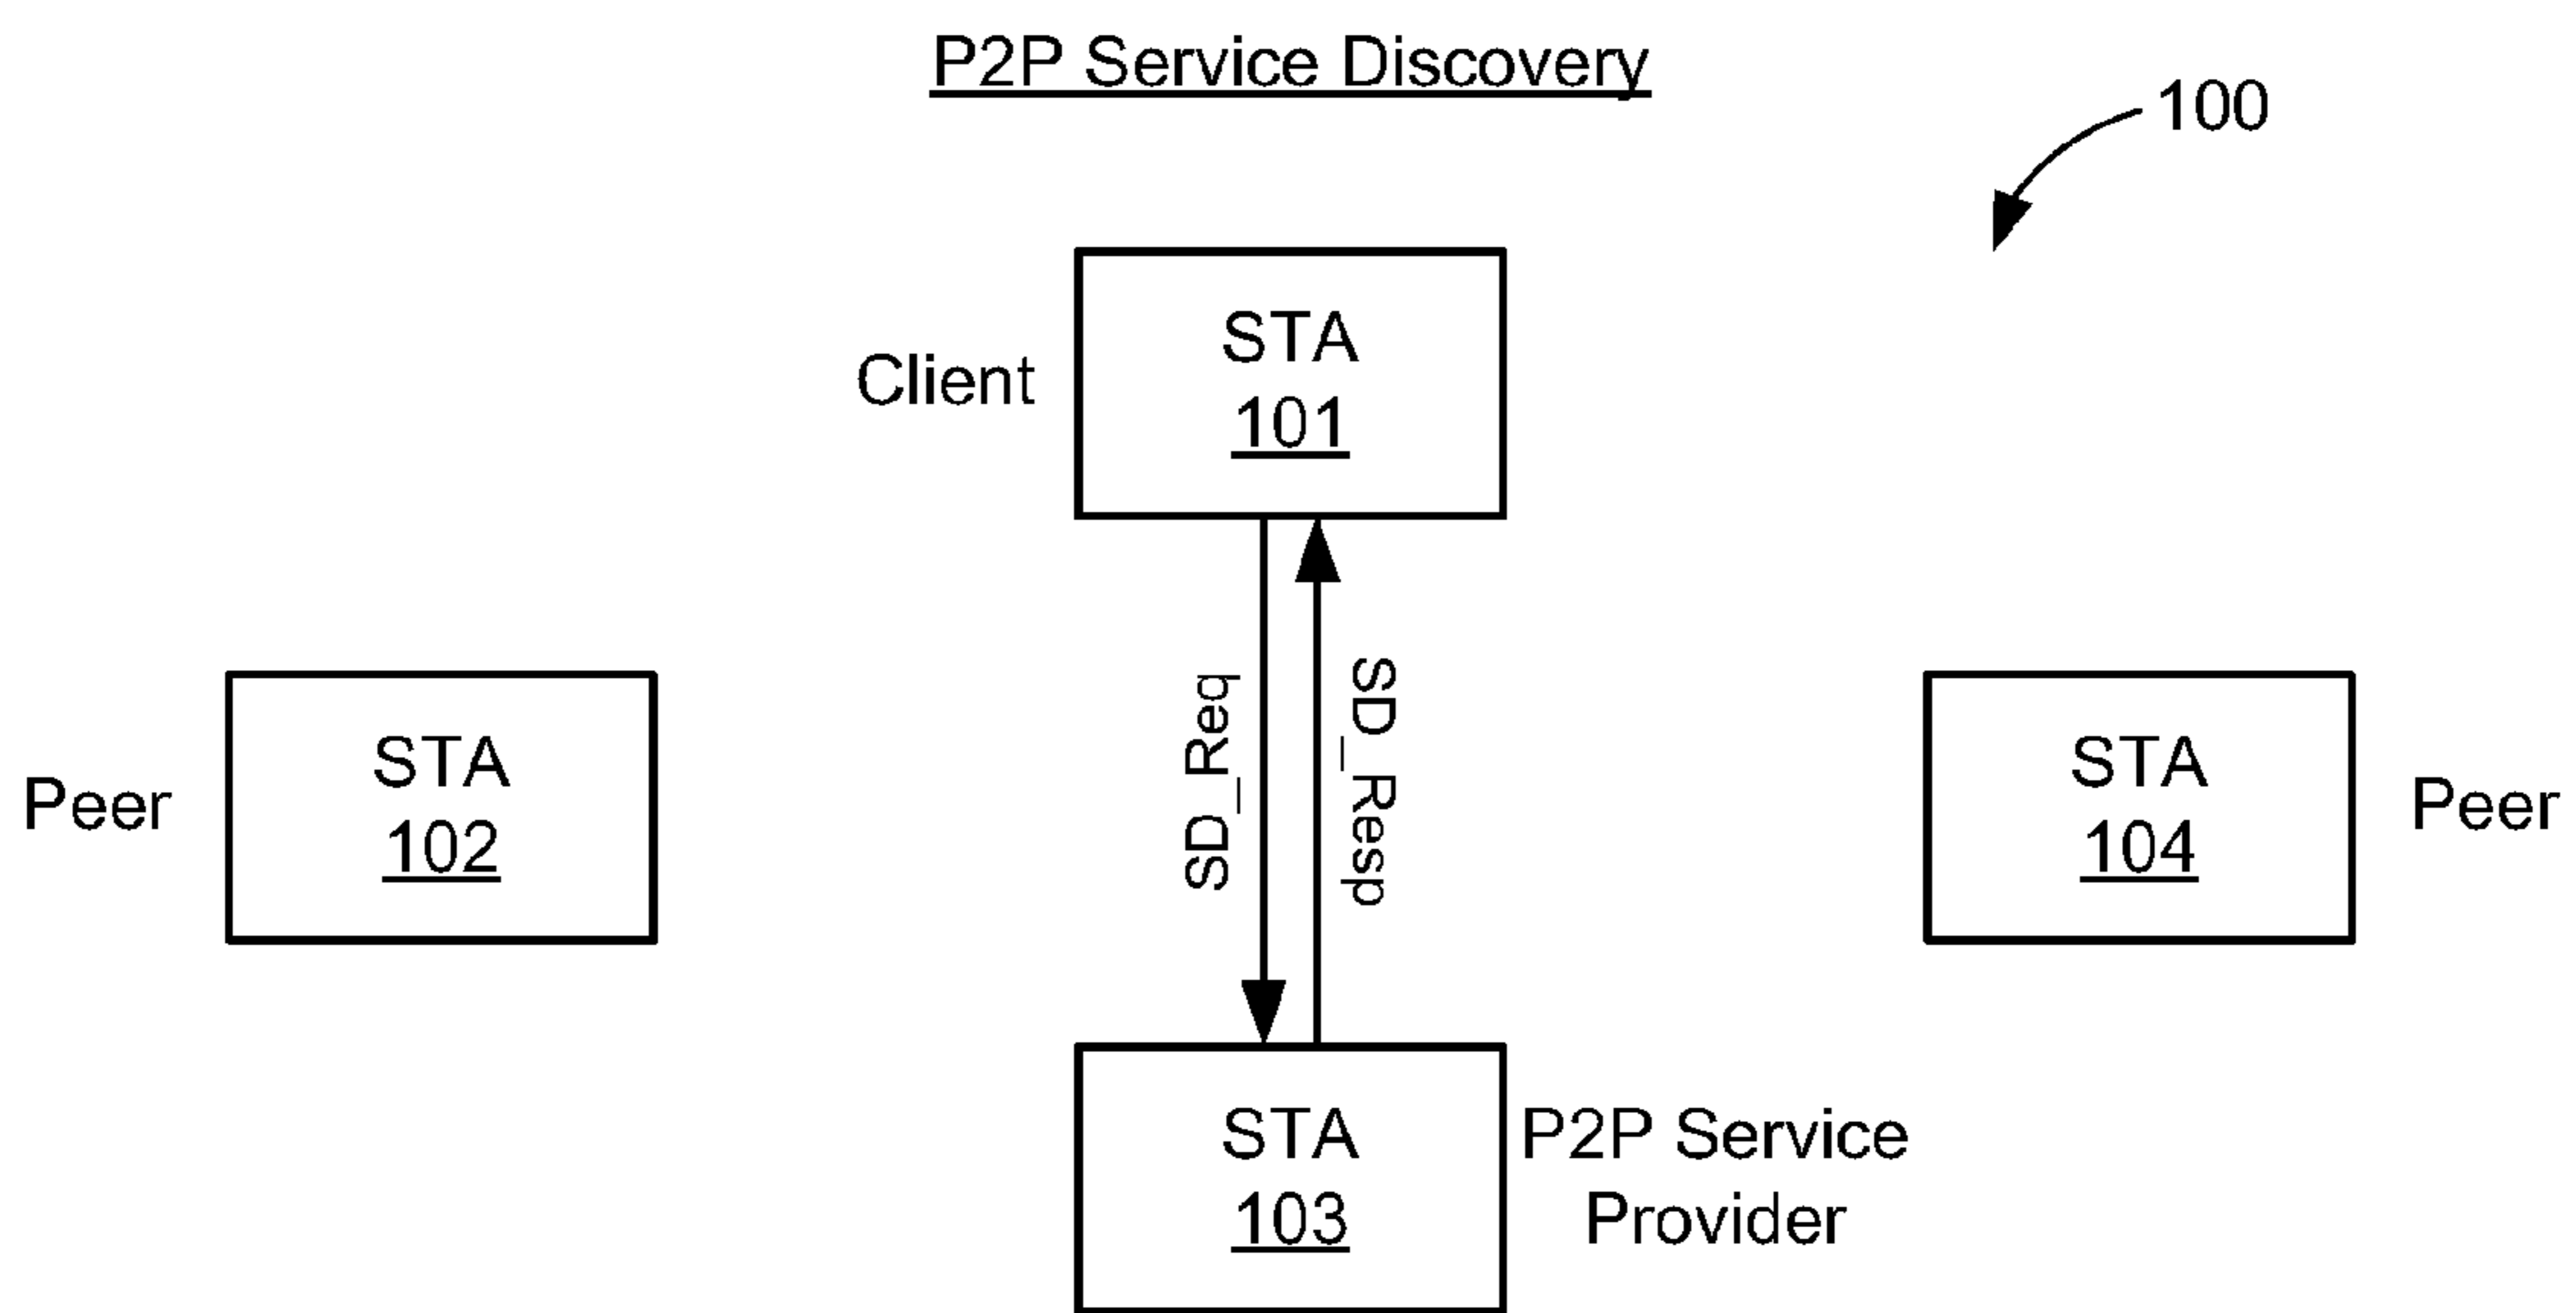 P2P Service Discovery
100
Client
STA
101
SD_Req
SD_Resp
Peer
STA
102
STA
104
Peer
STA
103
P2P Service
Provider